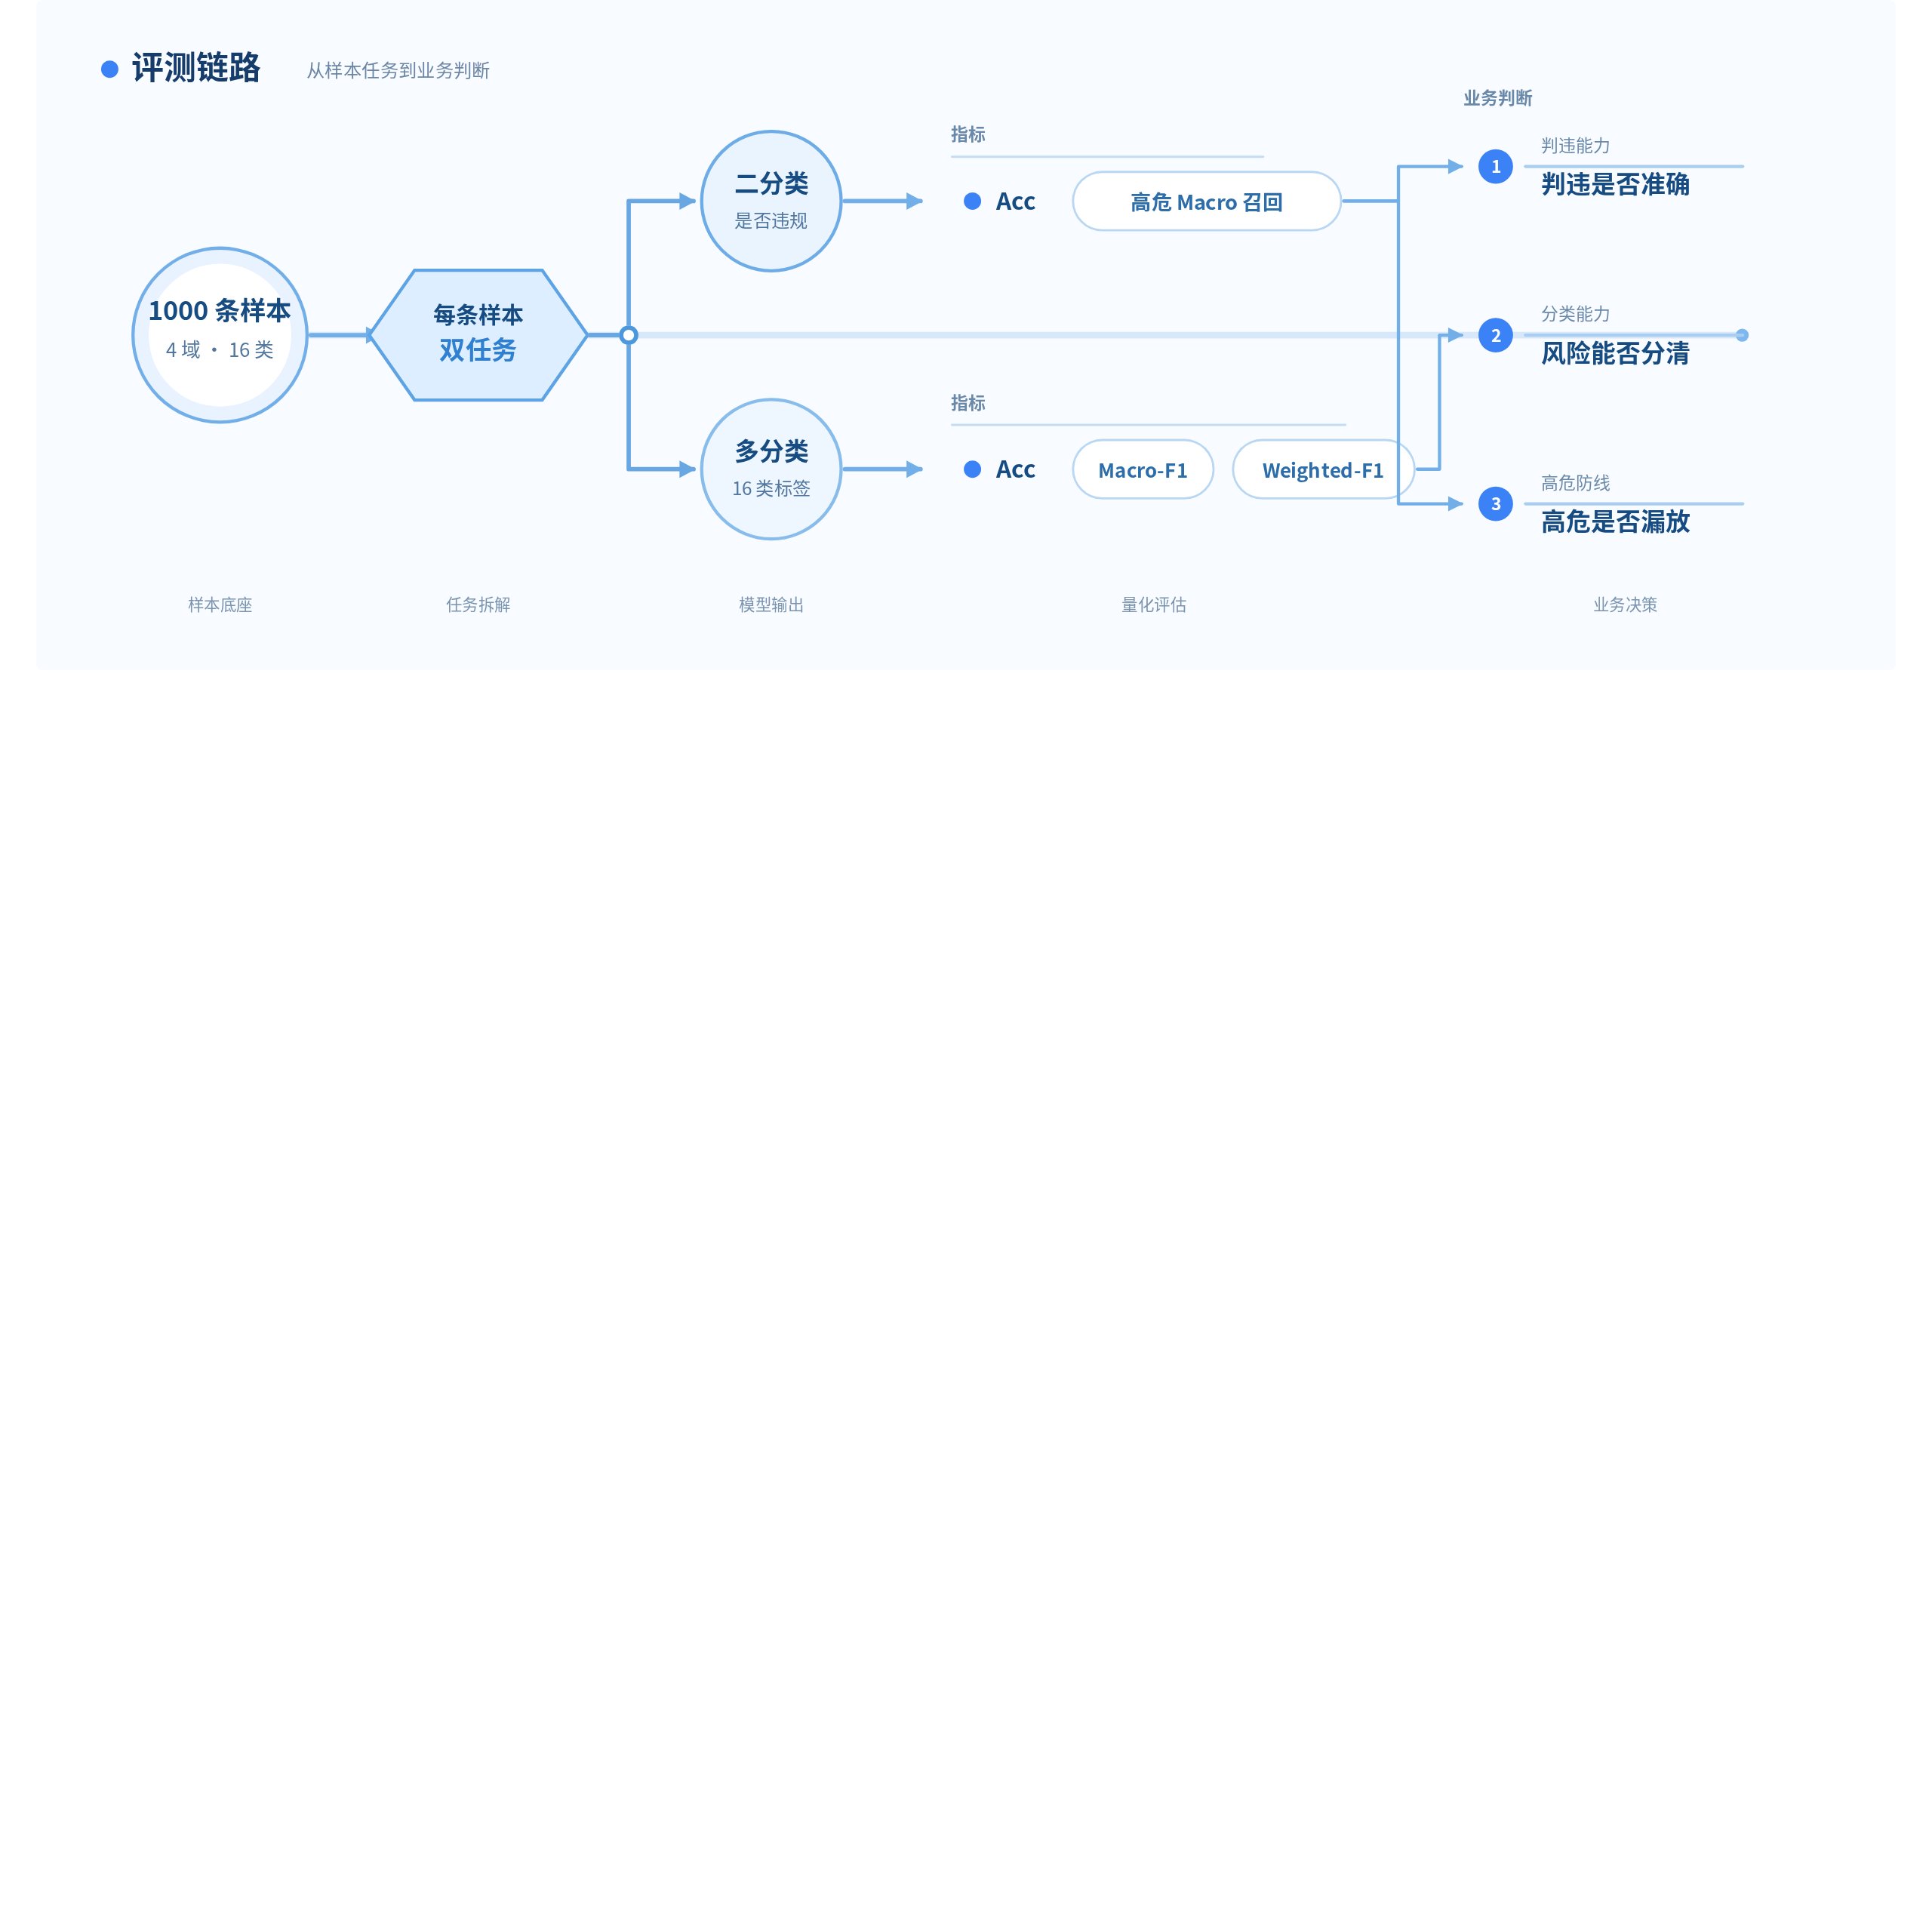 评测链路
从样本任务到业务判断
1000 条样本
4 域 · 16 类
每条样本
双任务
二分类
是否违规
指标
Acc
高危 Macro 召回
多分类
16 类标签
指标
Acc
Macro-F1
Weighted-F1
业务判断
1
判违能力
判违是否准确
2
分类能力
风险能否分清
3
高危防线
高危是否漏放
样本底座
任务拆解
模型输出
量化评估
业务决策